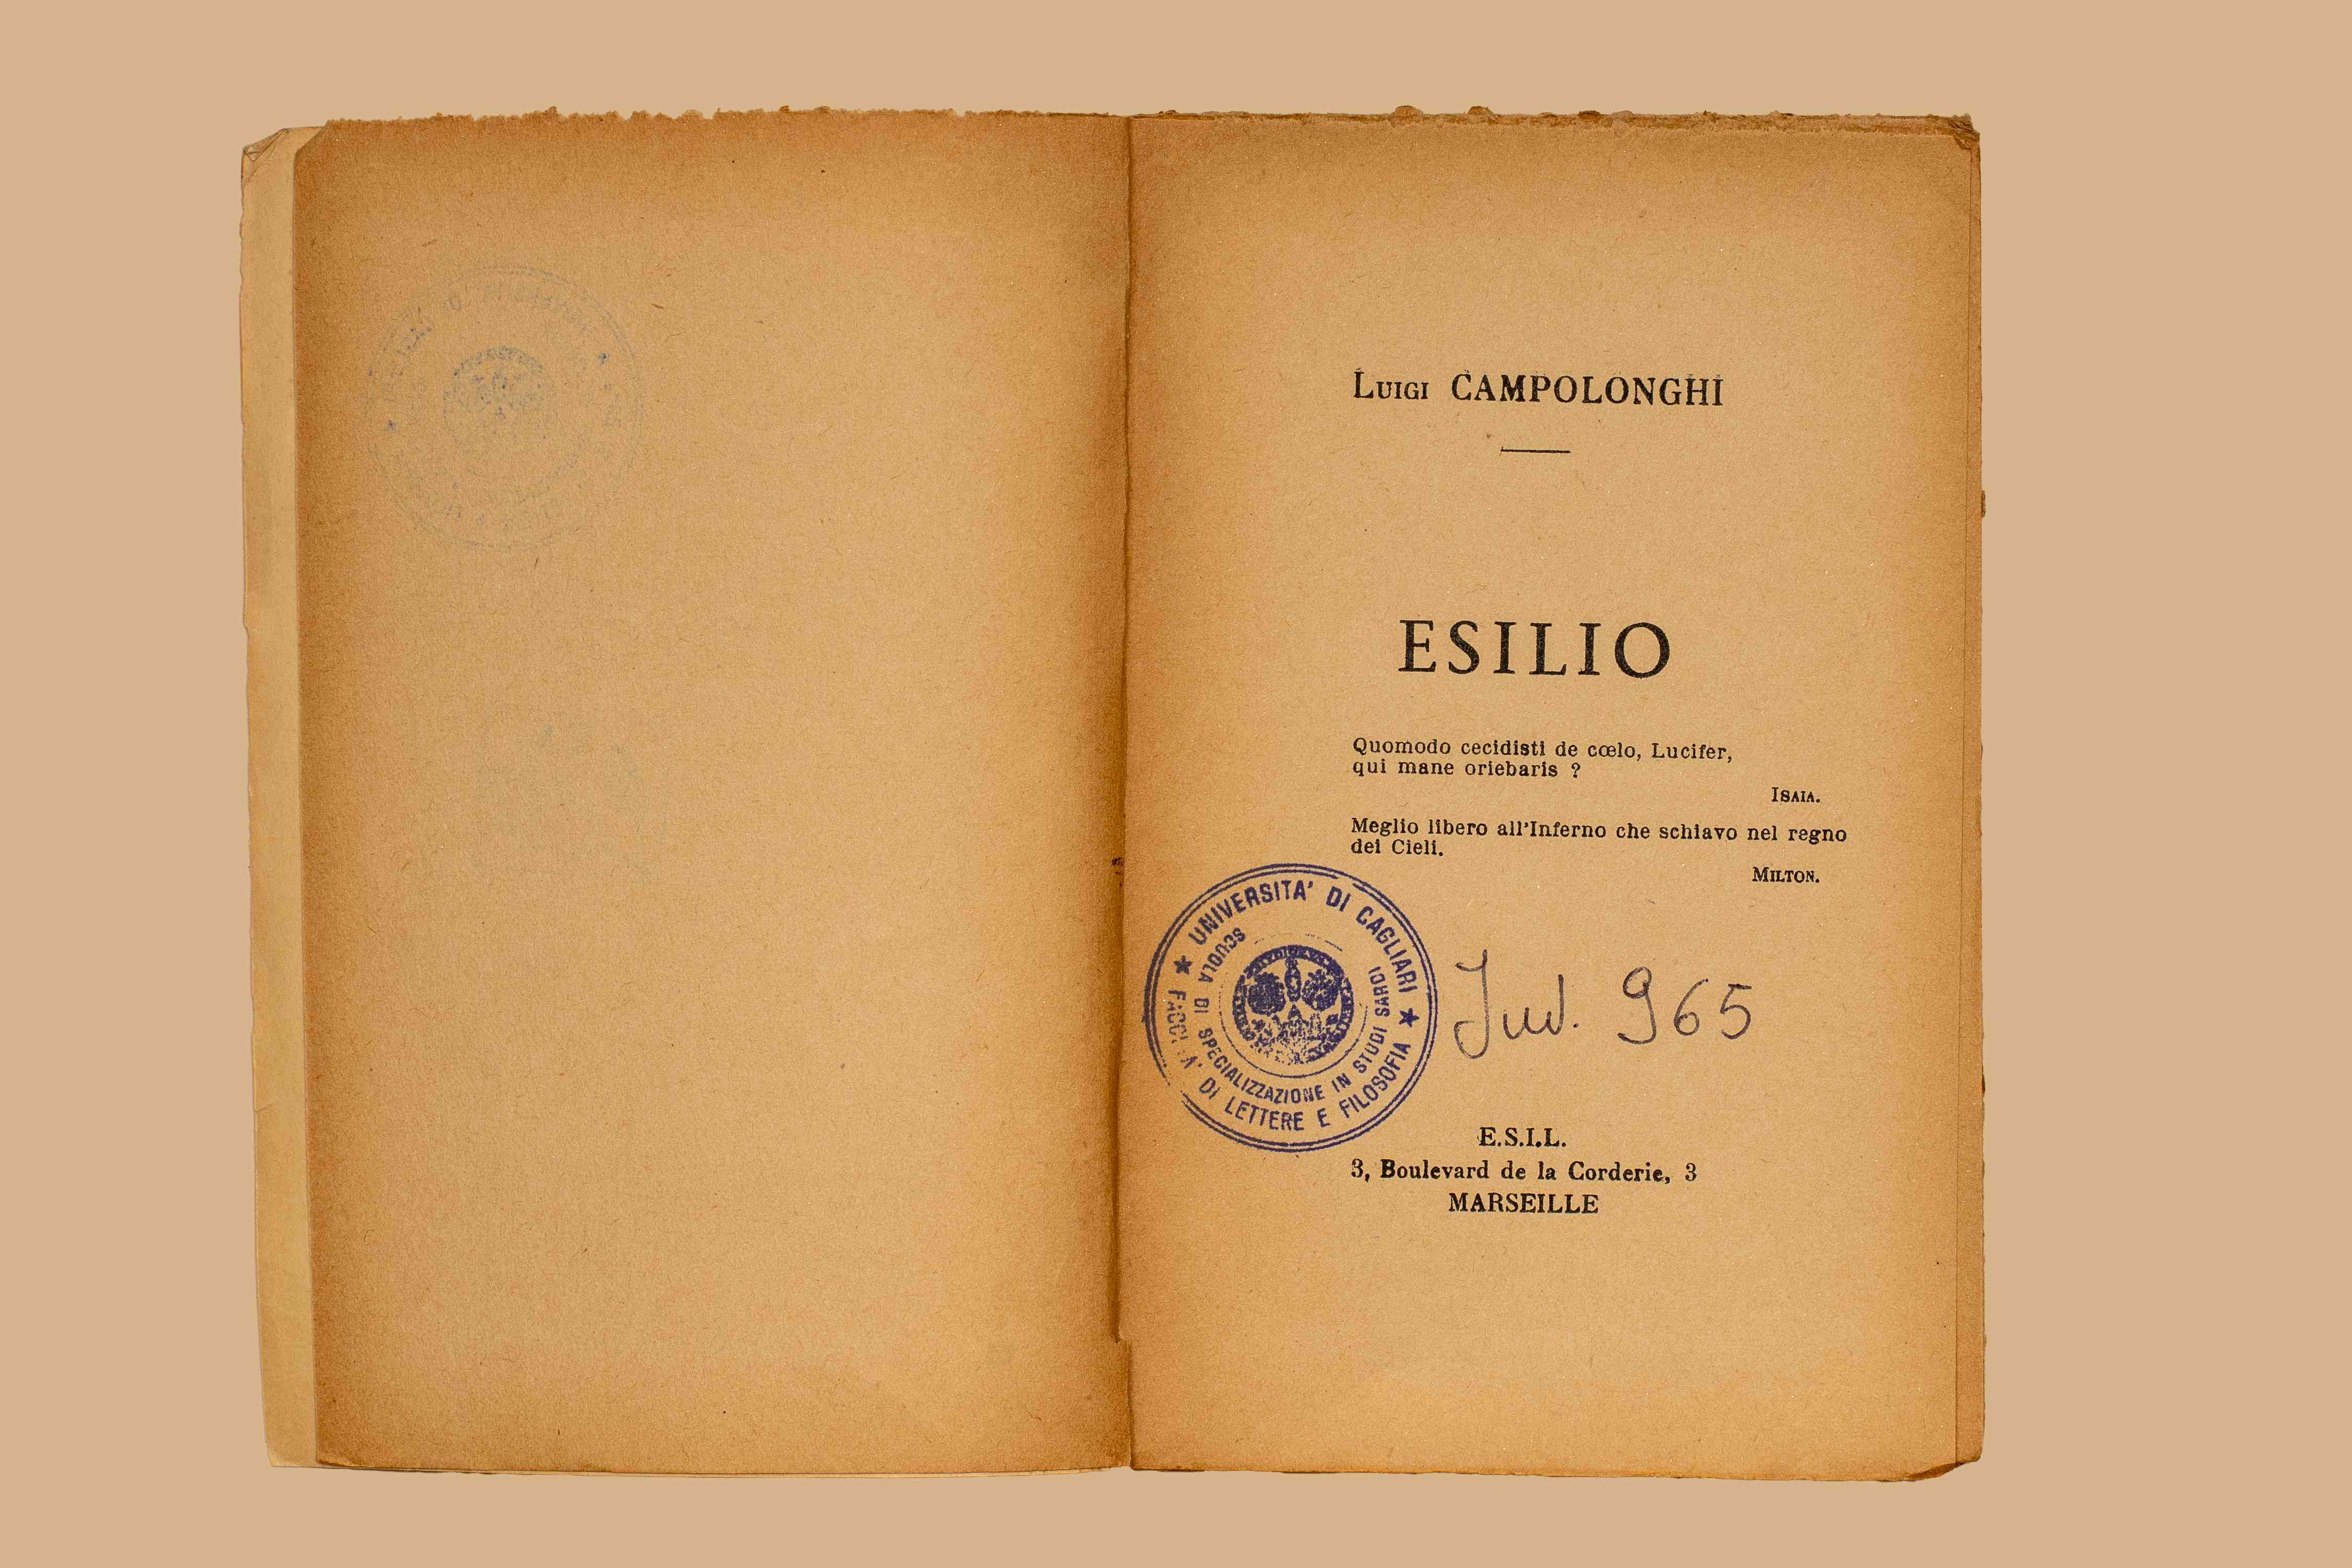 Luigi CAMPOLONGHI
ESILIO
Quomodo cecidisti de cœlo, Lucifer,
qui mane oriebaris ?
ISAIA.
Meglio libero all'Inferno che schiavo nel regno
dei Cieli.
MILTON.
★ UNIVERSITA' DI CAGLIARI ★
FACOLTA' DI LETTERE E FILOSOFIA
SCUOLA DI SPECIALIZZAZIONE IN STUDI SARDI
965
E.S.I.L.
3, Boulevard de la Corderie, 3
MARSEILLE